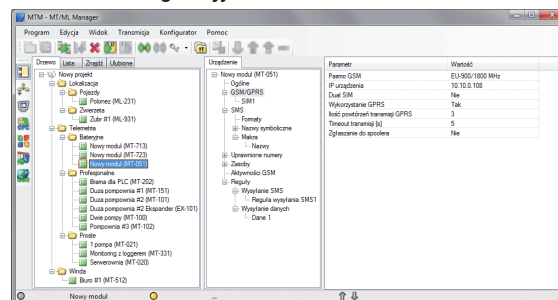 MTM - MT/ML Manager
Program Edycja Widok Transmisja Konfigurator Pomoc
Drzewo Lista Znajdź Ulubione
Nowy projekt
Lokalizacja
Pojazdy
Polonez (ML-231)
Zwierzeta
Zubr #1 (ML-931)
Telemetria
Bateryjne
Nowy moduł (MT-713)
Nowy moduł (MT-723)
Nowy moduł (MT-051)
Profesjonalne
Brama dla PLC (MT-202)
Duza pompownia #1 (MT-151)
Duza pompownia #2 (MT-101)
Duza pompownia #2 Ekspander (EX-101)
Dwie pompy (MT-100)
Pompownia #3 (MT-102)
Proste
1 pompa (MT-021)
Monitoring z loggerem (MT-331)
Serwerownia (MT-020)
Winda
Biuro #1 (MT-512)
Urządzenie
Nowy moduł (MT-051)
Ogólne
GSM/GPRS
SIM1
SMS
Formaty
Nazwy symboliczne
Makra
Nazwy
Uprawnione numery
Zasoby
Aktywności GSM
Reguły
Wysyłanie SMS
Reguła wysyłania SMS1
Wysyłanie danych
Dane 1
Parametr Wartość
Pasmo GSM EU-900/1800 MHz
IP urządzenia 10.10.0.108
Dual SIM Nie
Wykorzystanie GPRS Tak
Ilość powtórzeń transmisji GPRS 3
Timeout transmisji [s] 5
Zgłaszanie do spoolera Nie
Nowy moduł ...